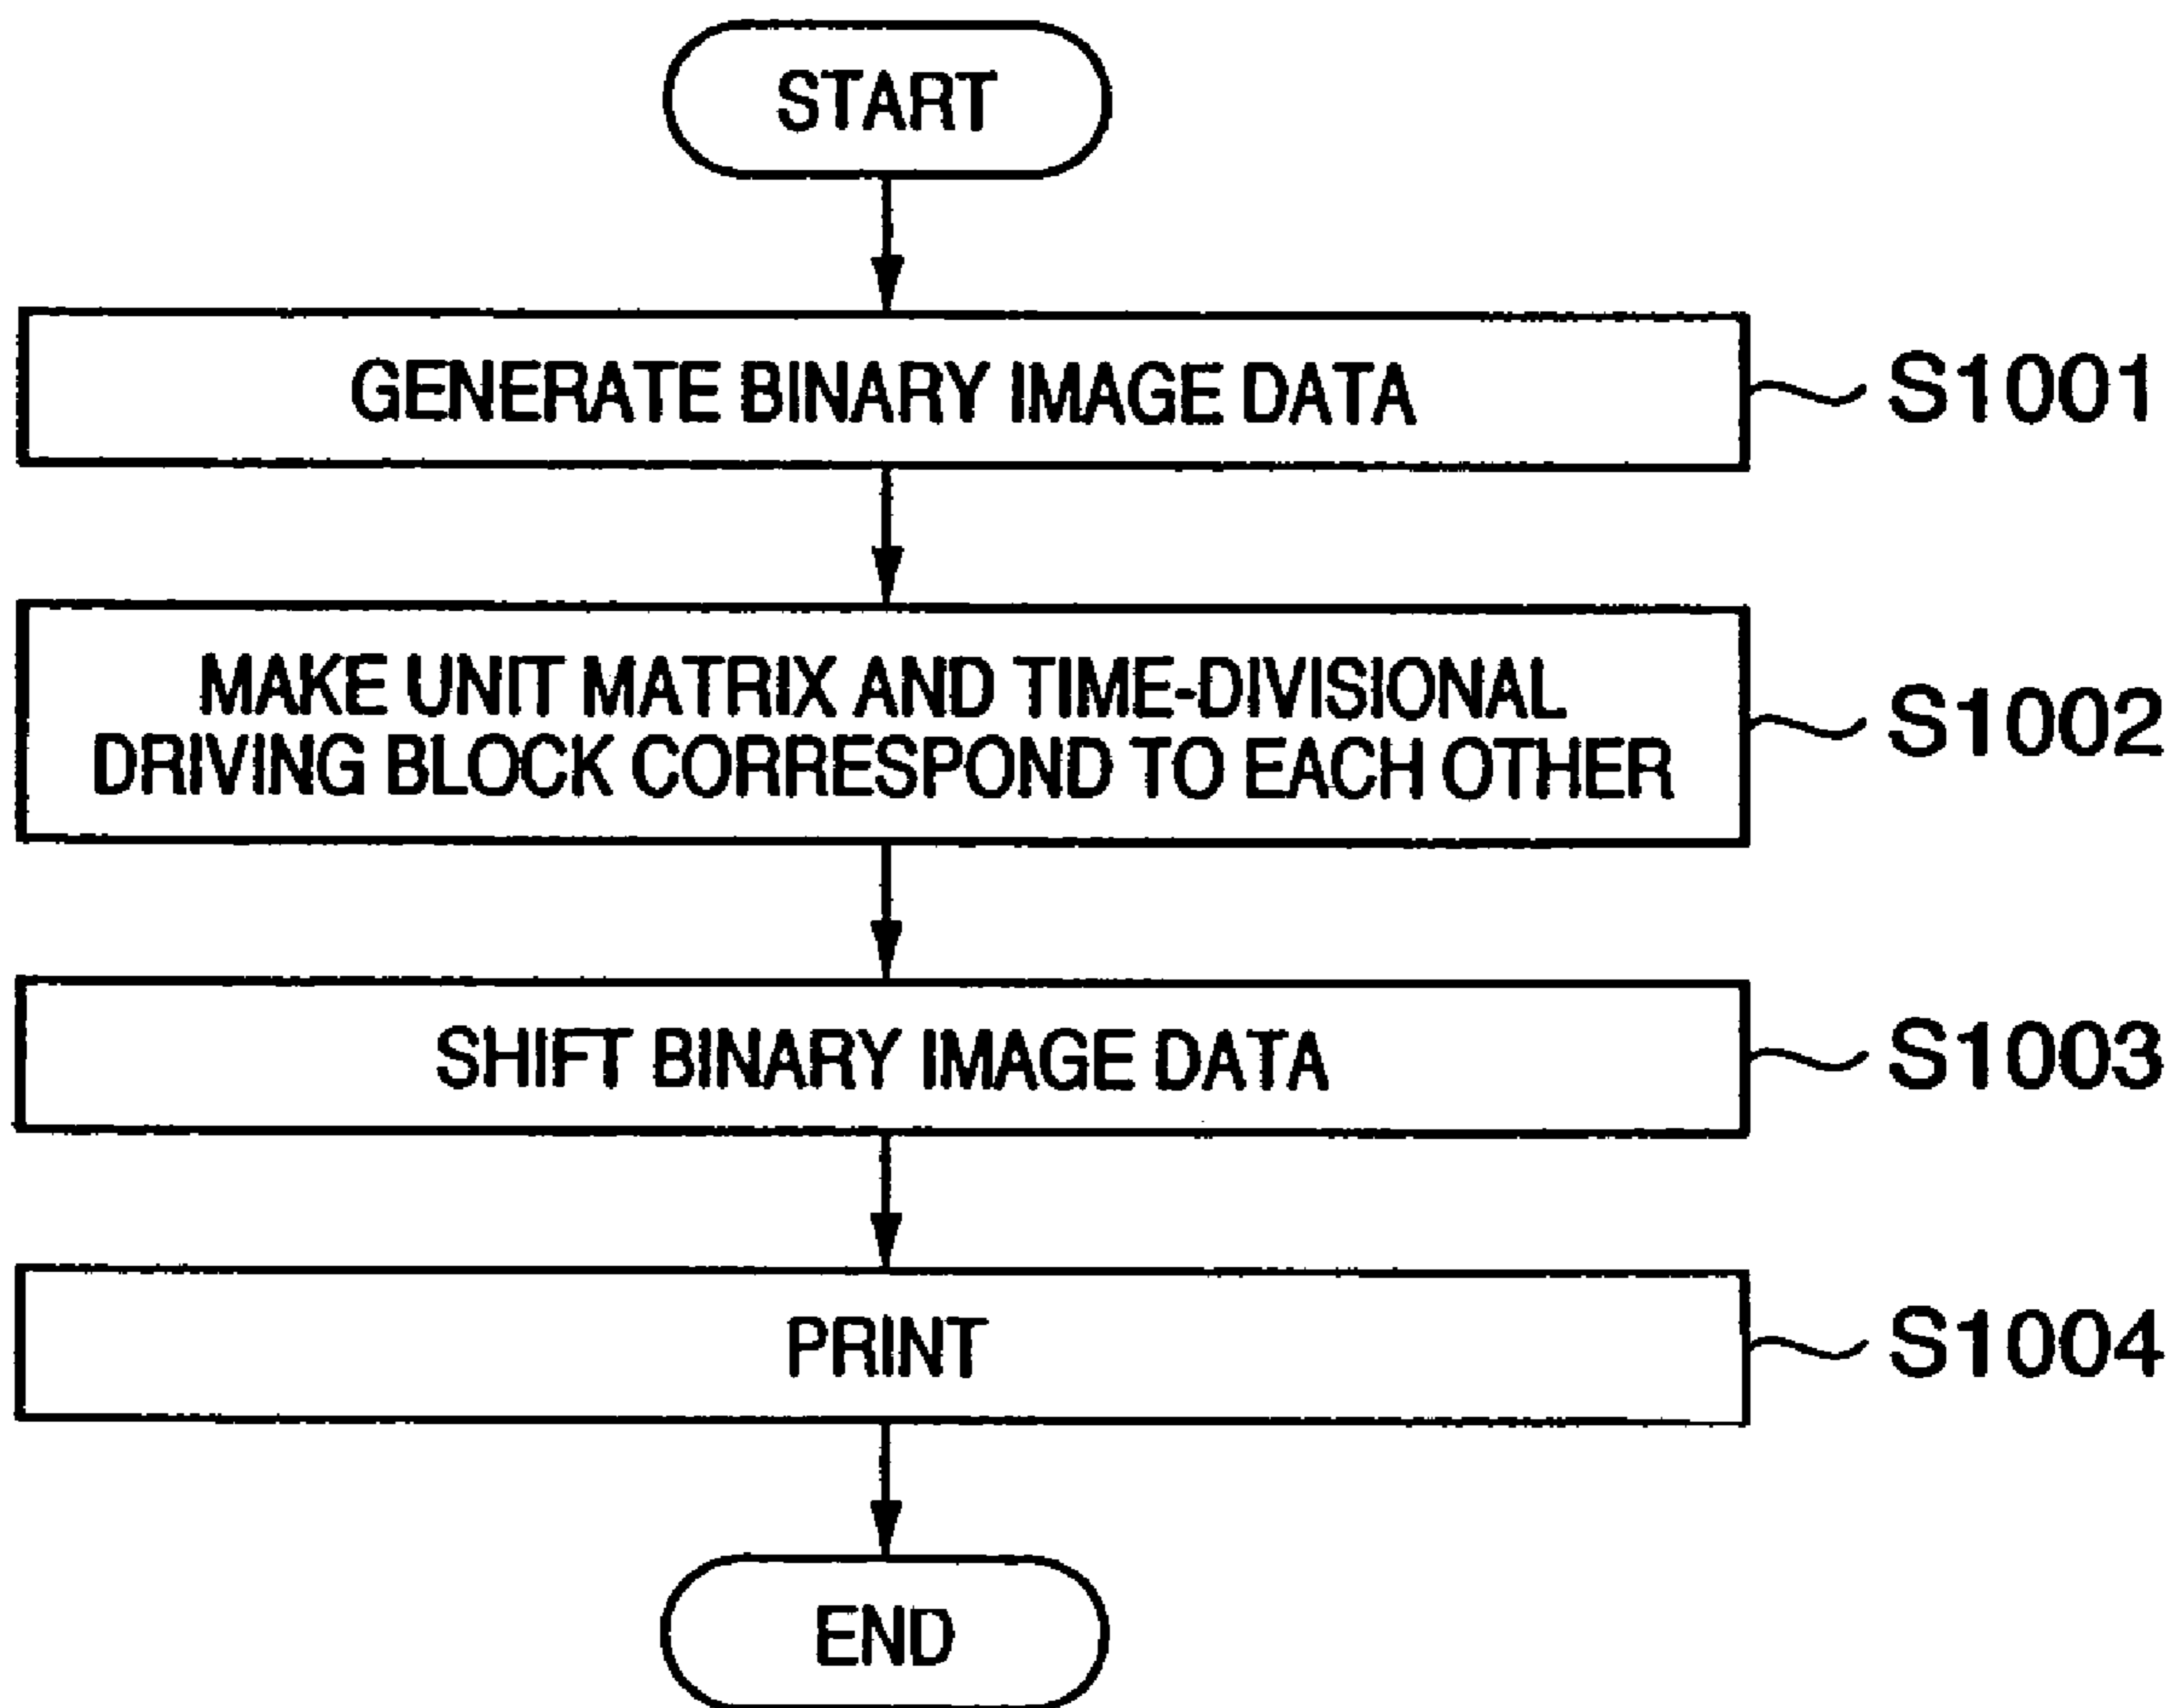 START
GENERATE BINARY IMAGE DATA
S1001
MAKE UNIT MATRIX AND TIME-DIVISIONAL
DRIVING BLOCK CORRESPOND TO EACH OTHER
S1002
SHIFT BINARY IMAGE DATA
S1003
PRINT
S1004
END